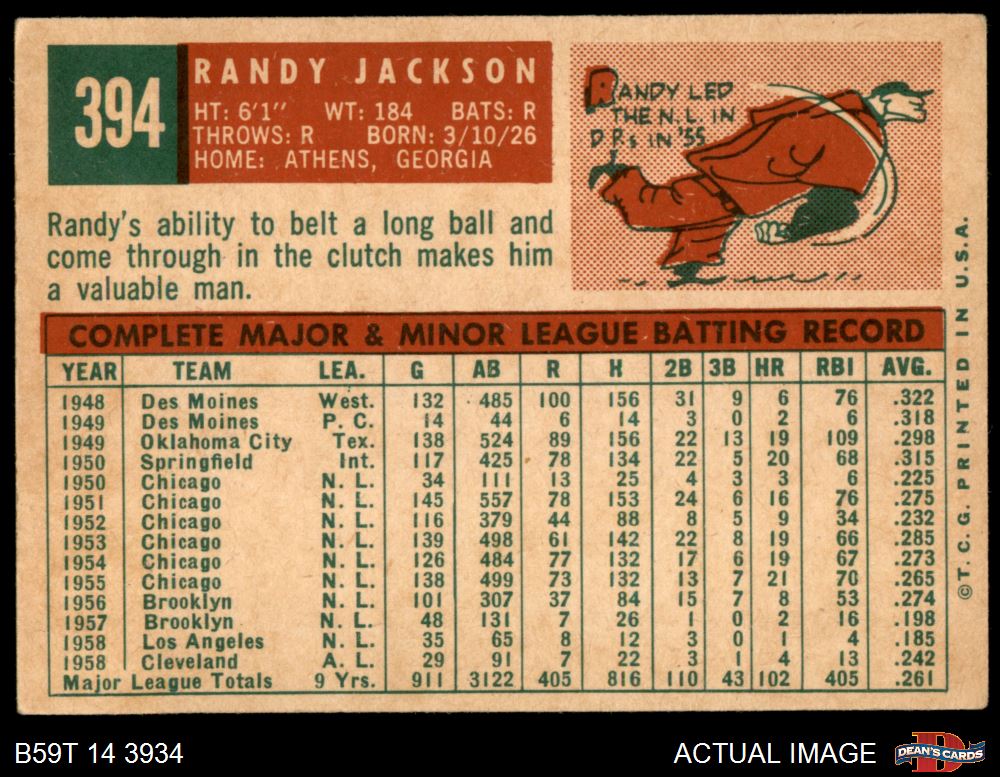 394
RANDY JACKSON
HT: 6'1" WT: 184 BATS: R
THROWS: R BORN: 3/10/26
HOME: ATHENS, GEORGIA
RANDY LED
THE N.L. IN
D.P.s IN '55
Randy's ability to belt a long ball and
come through in the clutch makes him
a valuable man.
COMPLETE MAJOR & MINOR LEAGUE BATTING RECORD
YEAR TEAM LEA. G AB R H 2B 3B HR RBI AVG.
1948 Des Moines West. 132 485 100 156 31 9 6 76 .322
1949 Des Moines P. C. 14 44 6 14 3 0 2 6 .318
1949 Oklahoma City Tex. 138 524 89 156 22 13 19 109 .298
1950 Springfield Int. 117 425 78 134 22 5 20 68 .315
1950 Chicago N. L. 34 111 13 25 4 3 3 6 .225
1951 Chicago N. L. 145 557 78 153 24 6 16 76 .275
1952 Chicago N. L. 116 379 44 88 8 5 9 34 .232
1953 Chicago N. L. 139 498 61 142 22 8 19 66 .285
1954 Chicago N. L. 126 484 77 132 17 6 19 67 .273
1955 Chicago N. L. 138 499 73 132 13 7 21 70 .265
1956 Brooklyn N. L. 101 307 37 84 15 7 8 53 .274
1957 Brooklyn N. L. 48 131 7 26 1 0 2 16 .198
1958 Los Angeles N. L. 35 65 8 12 3 0 1 4 .185
1958 Cleveland A. L. 29 91 7 22 3 1 4 13 .242
Major League Totals 9 Yrs. 911 3122 405 816 110 43 102 405 .261
©T. C. G. PRINTED IN U.S.A.
B59T 14 3934
ACTUAL IMAGE
DEAN'S CARDS